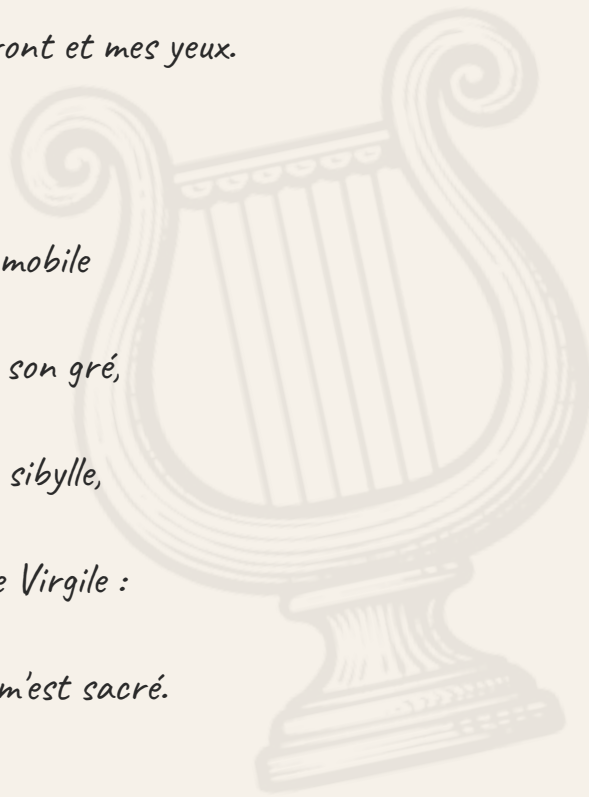 ront et mes yeux.
mobile
son gré,
sibylle,
e Virgile :
m'est sacré.